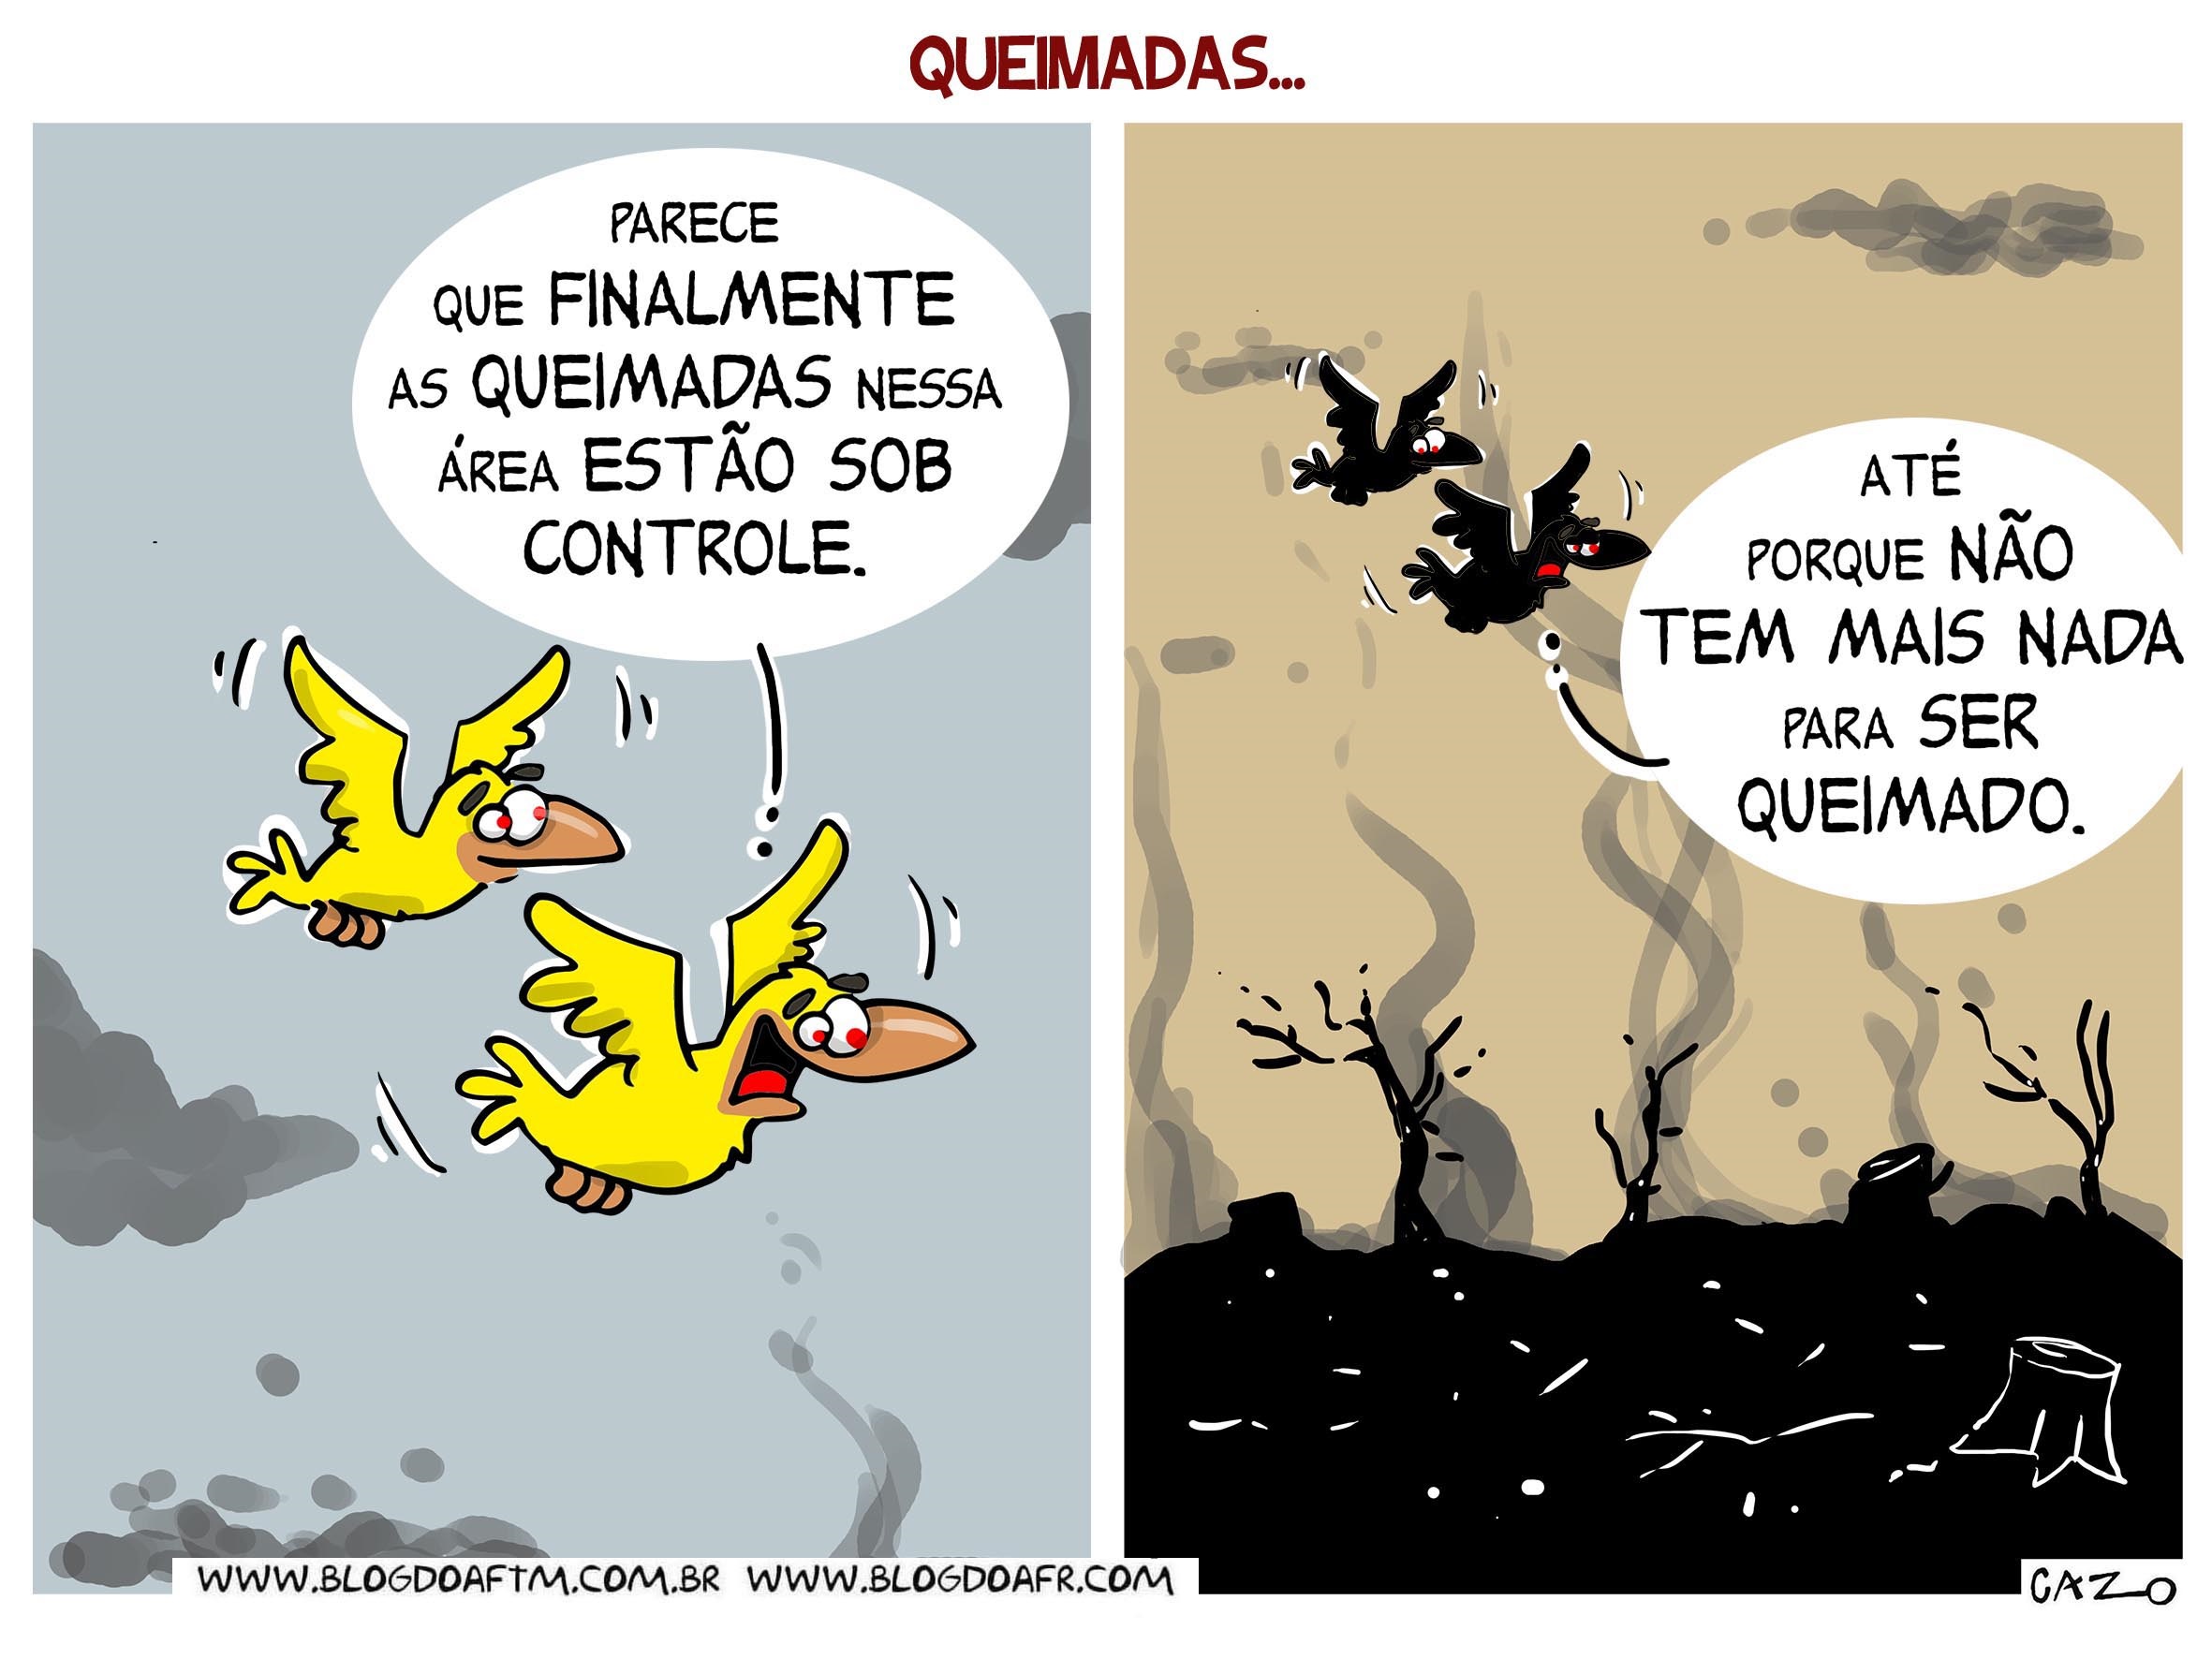 QUEIMADAS...
PARECE
QUE FINALMENTE
AS QUEIMADAS NESSA
ÁREA ESTÃO SOB
CONTROLE.
ATÉ
PORQUE NÃO
TEM MAIS NADA
PARA SER
QUEIMADO.
WWW.BLOGDOAFTM.COM.BR WWW.BLOGDOAFR.COM
CAZO